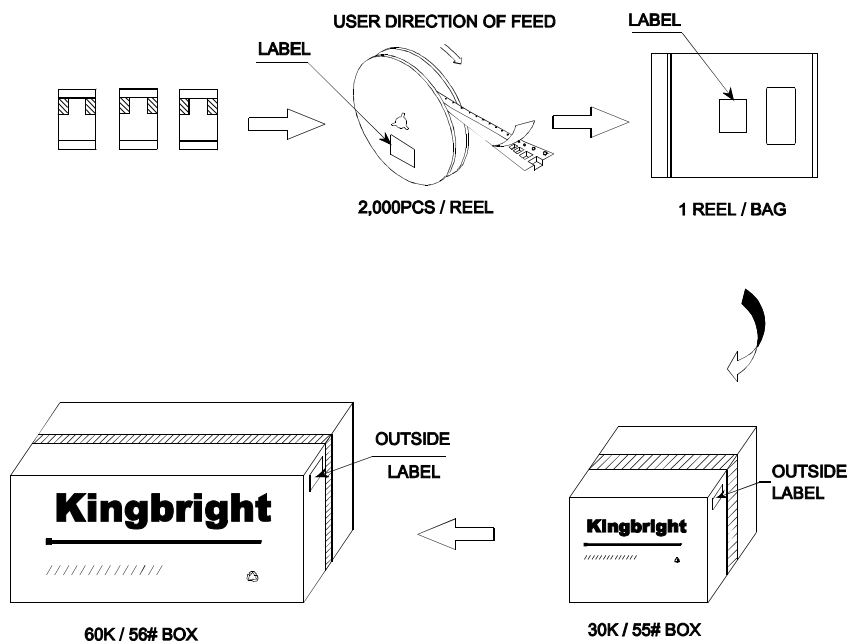 USER DIRECTION OF FEED
LABEL
LABEL
2,000PCS / REEL
1 REEL / BAG
OUTSIDE
LABEL
OUTSIDE
LABEL
Kingbright
Kingbright
60K / 56# BOX
30K / 55# BOX